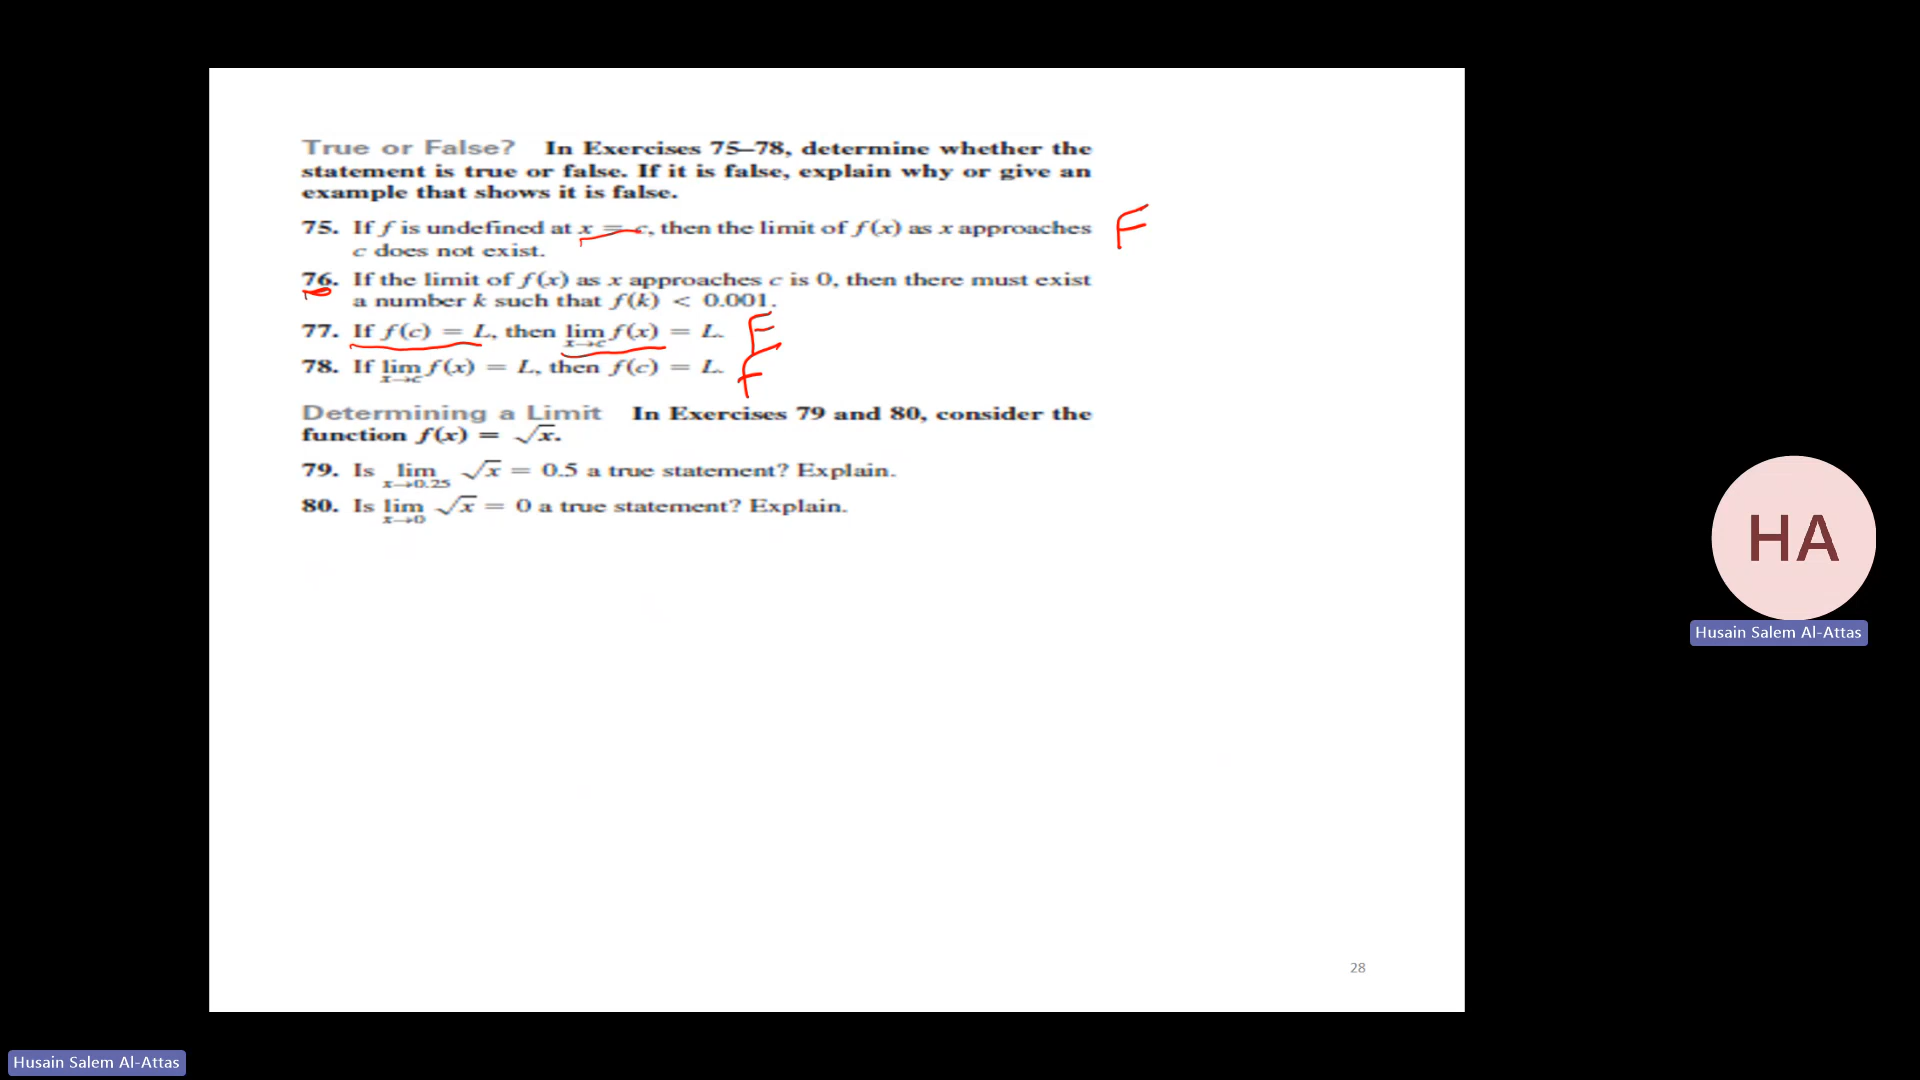 True or False? In Exercises 75–78, determine whether the
statement is true or false. If it is false, explain why or give an
example that shows it is false.
75. If f is undefined at x = c, then the limit of f(x) as x approaches F
c does not exist.
76. If the limit of f(x) as x approaches c is 0, then there must exist
a number k such that f(k) < 0.001.
77. If f(c) = L, then lim x→c f(x) = L. F
78. If lim x→c f(x) = L, then f(c) = L. F
Determining a Limit In Exercises 79 and 80, consider the
function f(x) = √x.
79. Is lim x→0.25 √x = 0.5 a true statement? Explain.
80. Is lim x→0 √x = 0 a true statement? Explain.
28
HA
Husain Salem Al-Attas
Husain Salem Al-Attas